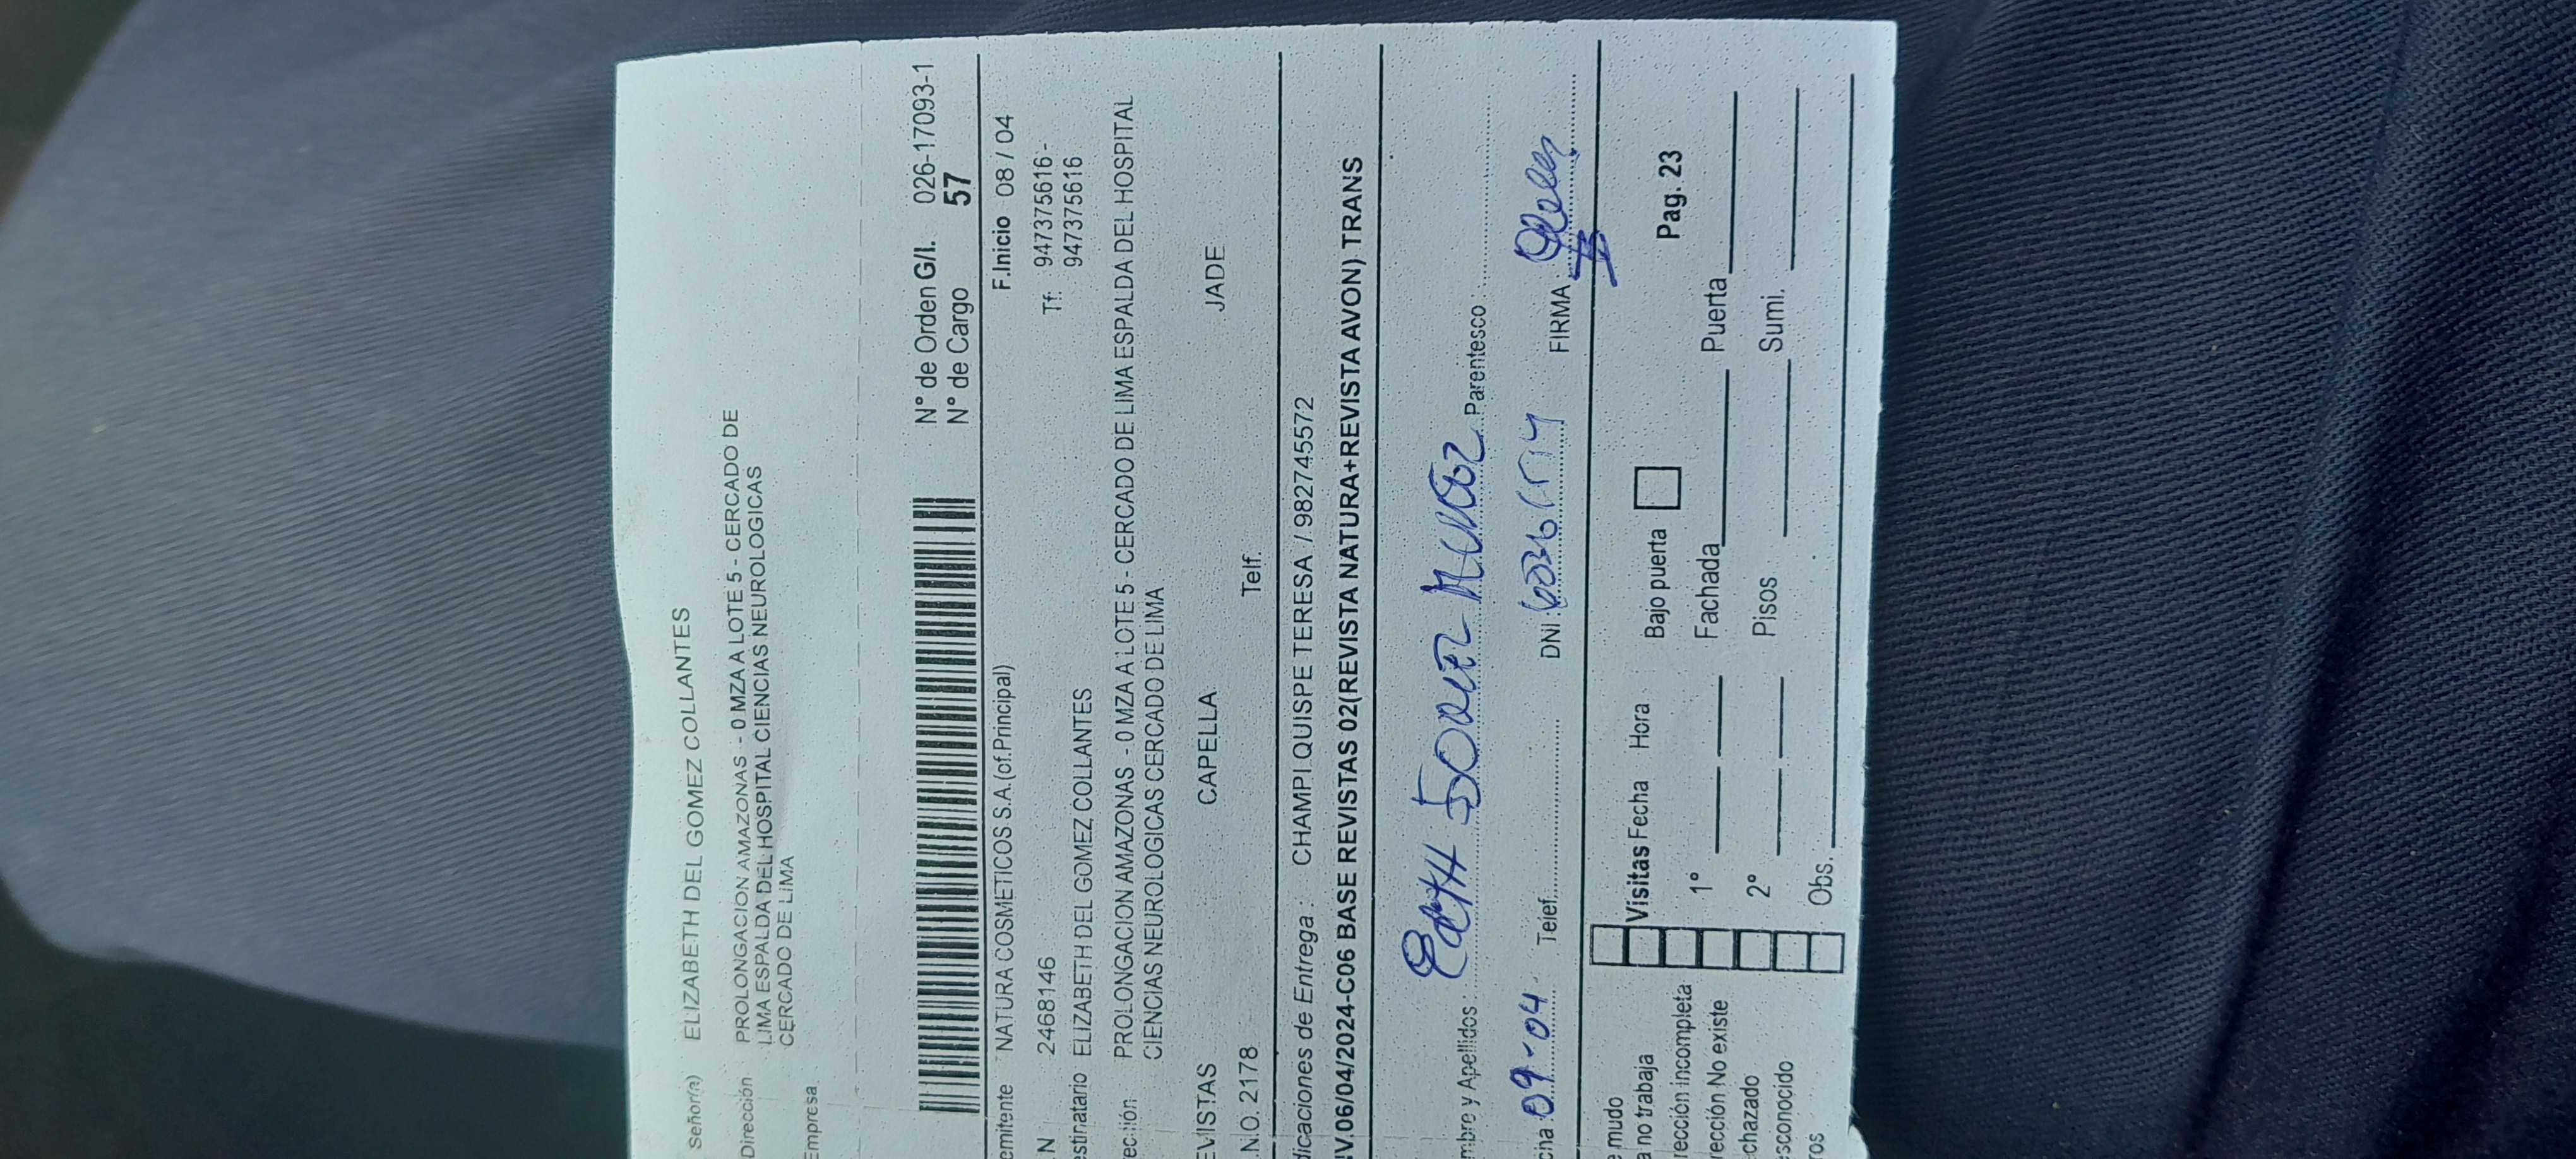 Señor(a) ELIZABETH DEL GOMEZ COLLANTES
Dirección PROLONGACION AMAZONAS - 0 MZA A LOTE 5 - CERCADO DE
LIMA ESPALDA DEL HOSPITAL CIENCIAS NEUROLOGICAS
CERCADO DE LIMA
Empresa
N° de Orden G/I. 026-17093-1
N° de Cargo 57
emitente NATURA COSMETICOS S.A.(of.Principal) F.Inicio 08 / 04
N 2468146 Tf: 947375616 -
947375616
estinatario ELIZABETH DEL GOMEZ COLLANTES
rección PROLONGACION AMAZONAS - 0 MZA A LOTE 5 - CERCADO DE LIMA ESPALDA DEL HOSPITAL
CIENCIAS NEUROLOGICAS CERCADO DE LIMA
EVISTAS CAPELLA JADE
N.O. 2178 Telf.
dicaciones de Entrega : CHAMPI QUISPE TERESA / 982745572
IV.06/04/2024-C06 BASE REVISTAS 02(REVISTA NATURA+REVISTA AVON) TRANS
mbre y Apellidos : Parentesco :
cha 09-04 Telef. DNI FIRMA
e mudo
a no trabaja Visitas Fecha Hora Bajo puerta Pag. 23
rección incompleta 1° Fachada Puerta
rección No existe
chazado 2° Pisos Sumi.
esconocido
ros Obs.